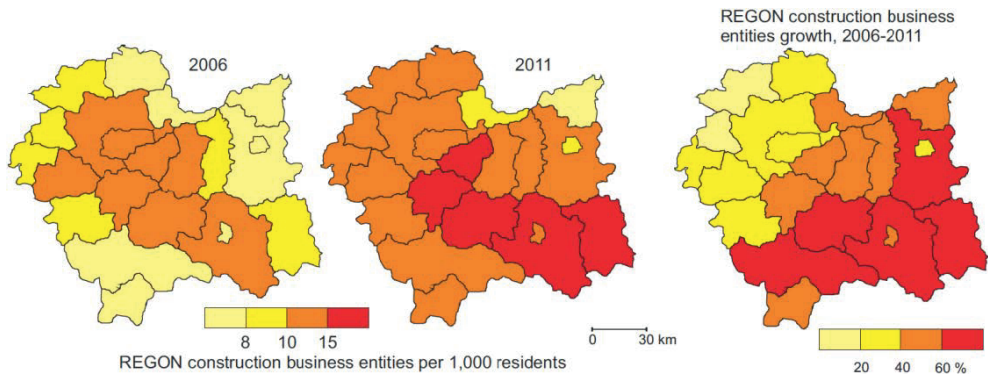 REGON construction business
entities growth, 2006-2011
2006
2011
8 10 15
0 30 km
REGON construction business entities per 1,000 residents
20 40 60 %